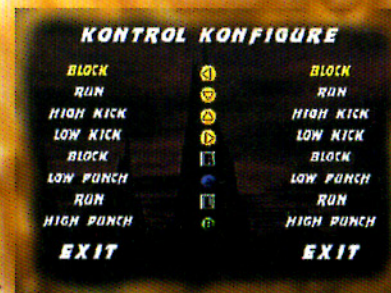 KONTROL KONFIGURE
BLOCK BLOCK
RUN RUN
HIGH KICK HIGH KICK
LOW KICK LOW KICK
BLOCK BLOCK
LOW PUNCH LOW PUNCH
RUN RUN
HIGH PUNCH B HIGH PUNCH
EXIT EXIT